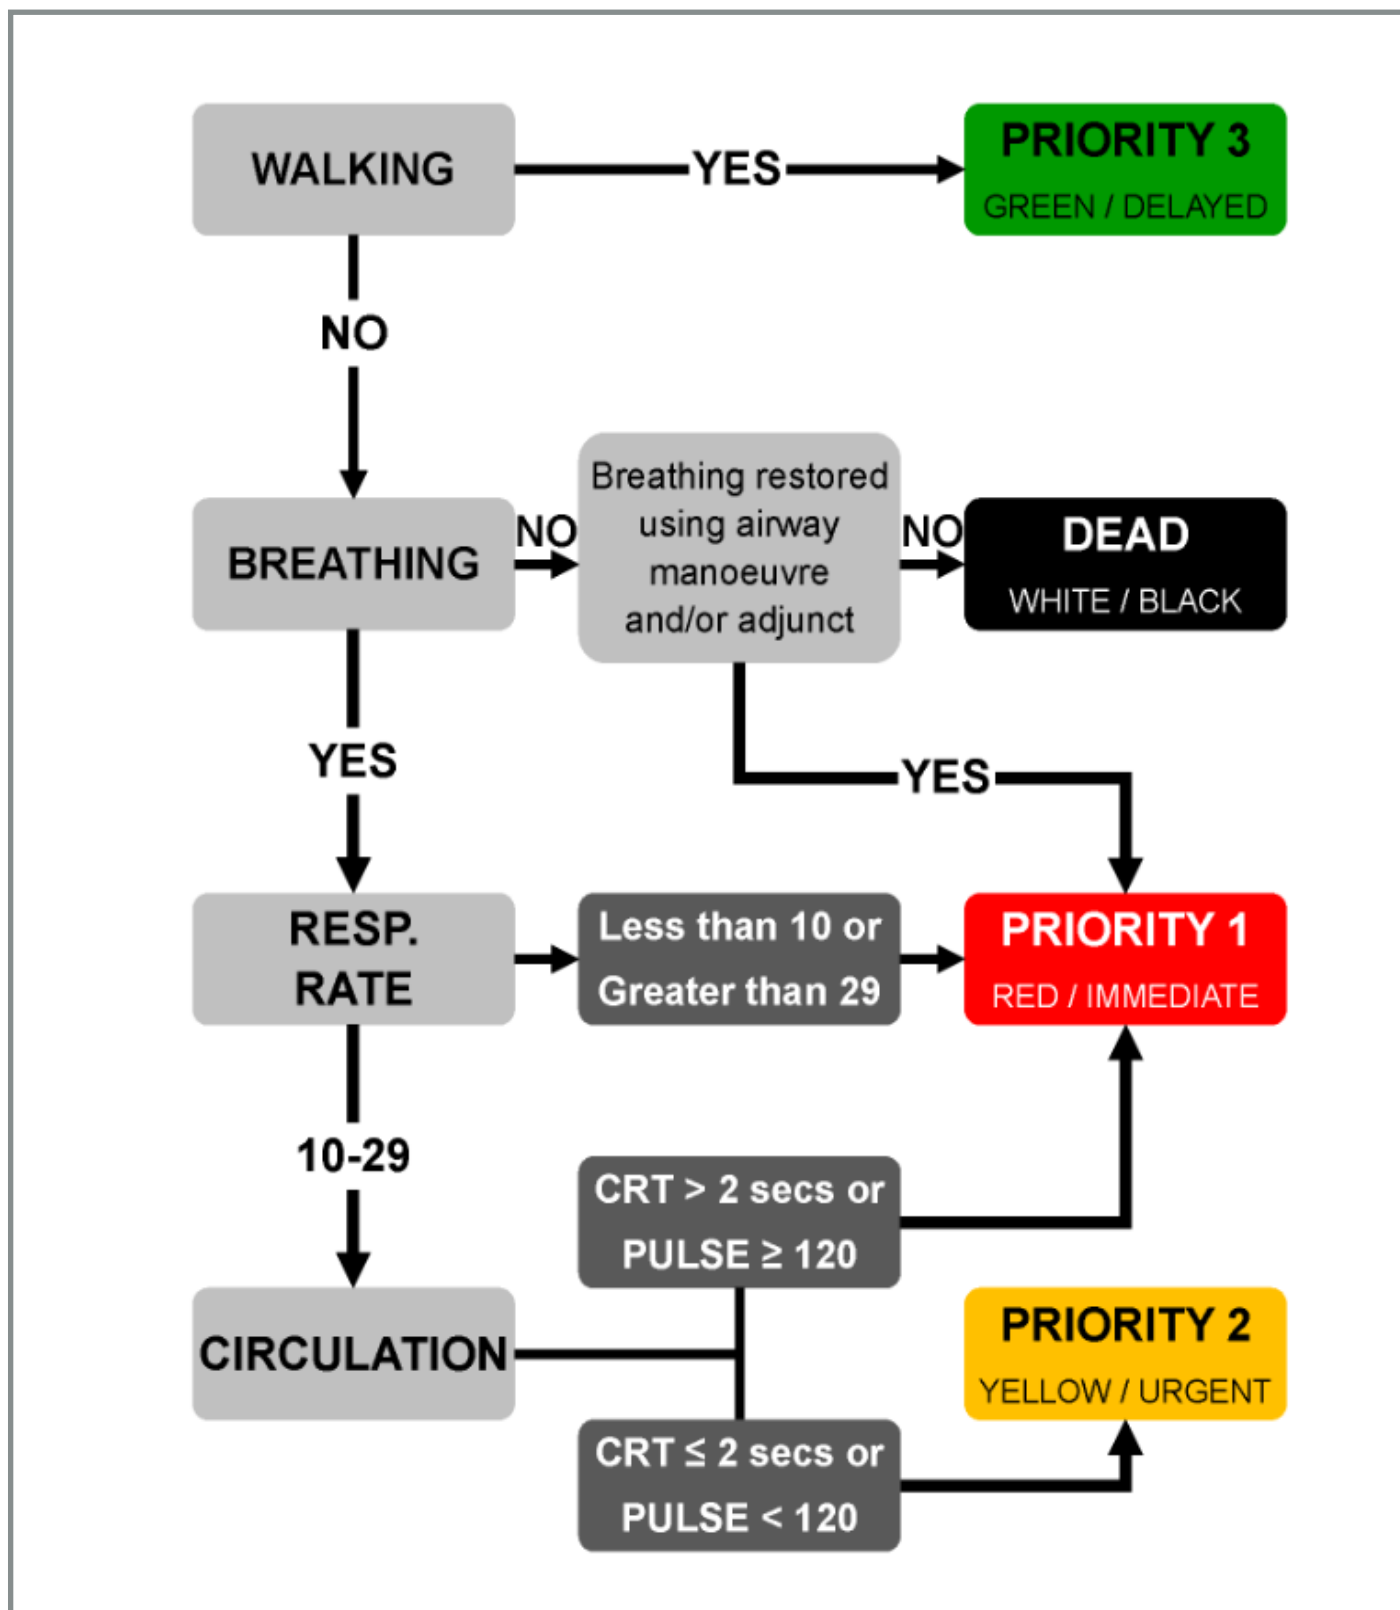 WALKING
YES
PRIORITY 3
GREEN / DELAYED
NO
BREATHING
NO
Breathing restored
using airway
manoeuvre
and/or adjunct
NO
DEAD
WHITE / BLACK
YES
YES
RESP.
RATE
Less than 10 or
Greater than 29
PRIORITY 1
RED / IMMEDIATE
10-29
CRT > 2 secs or
PULSE ≥ 120
CIRCULATION
PRIORITY 2
YELLOW / URGENT
CRT ≤ 2 secs or
PULSE < 120